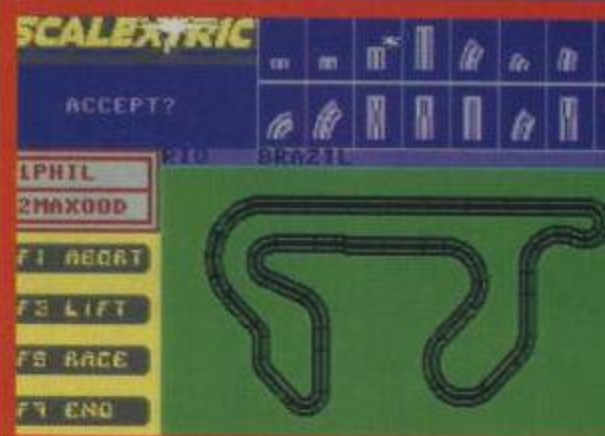 SCALEXTRIC
ACCEPT?
RIO BRAZIL
1PHIL
2MAXOOD
F1 ABORT
F3 LIFT
F5 RACE
F7 END